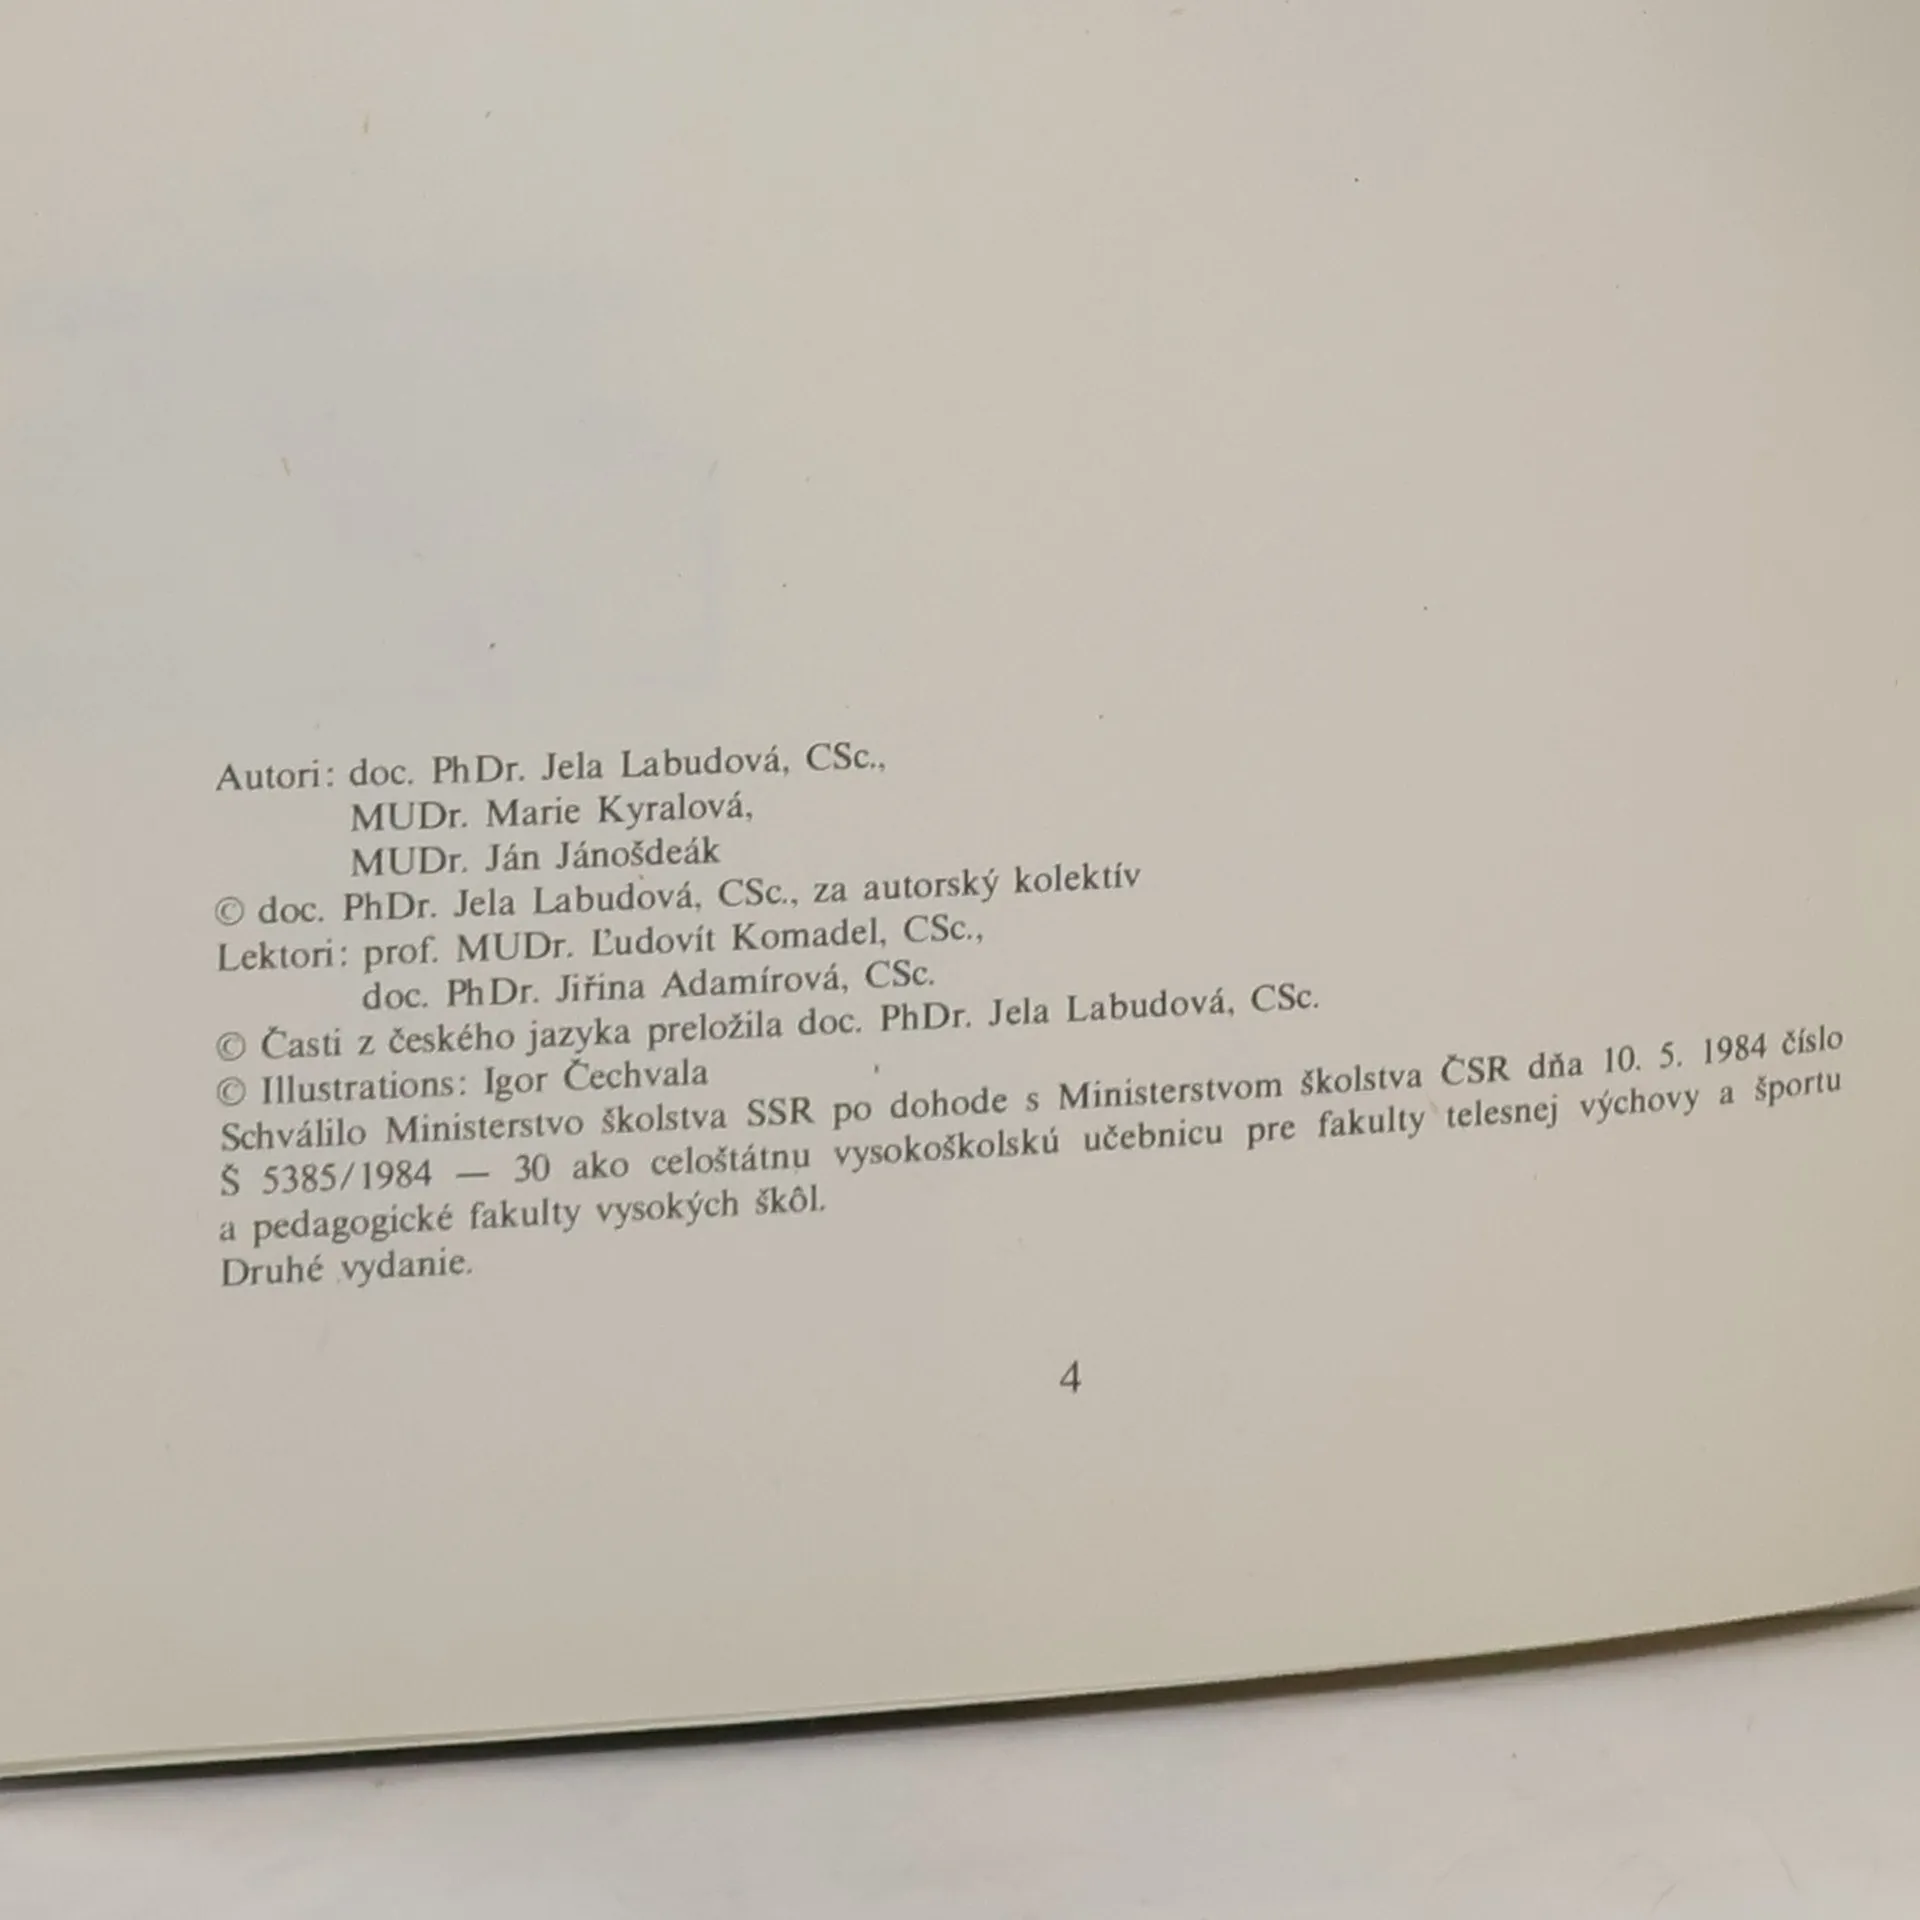 Autori: doc. PhDr. Jela Labudová, CSc.,
MUDr. Marie Kyralová,
MUDr. Ján Jánošdeák
© doc. PhDr. Jela Labudová, CSc., za autorský kolektív
Lektori: prof. MUDr. Ľudovít Komadel, CSc.,
doc. PhDr. Jiřina Adamírová, CSc.
© Časti z českého jazyka preložila doc. PhDr. Jela Labudová, CSc.
© Illustrations: Igor Čechvala
Schválilo Ministerstvo školstva SSR po dohode s Ministerstvom školstva ČSR dňa 10. 5. 1984 číslo
Š 5385/1984 — 30 ako celoštátnu vysokoškolskú učebnicu pre fakulty telesnej výchovy a športu
a pedagogické fakulty vysokých škôl.
Druhé vydanie.
4